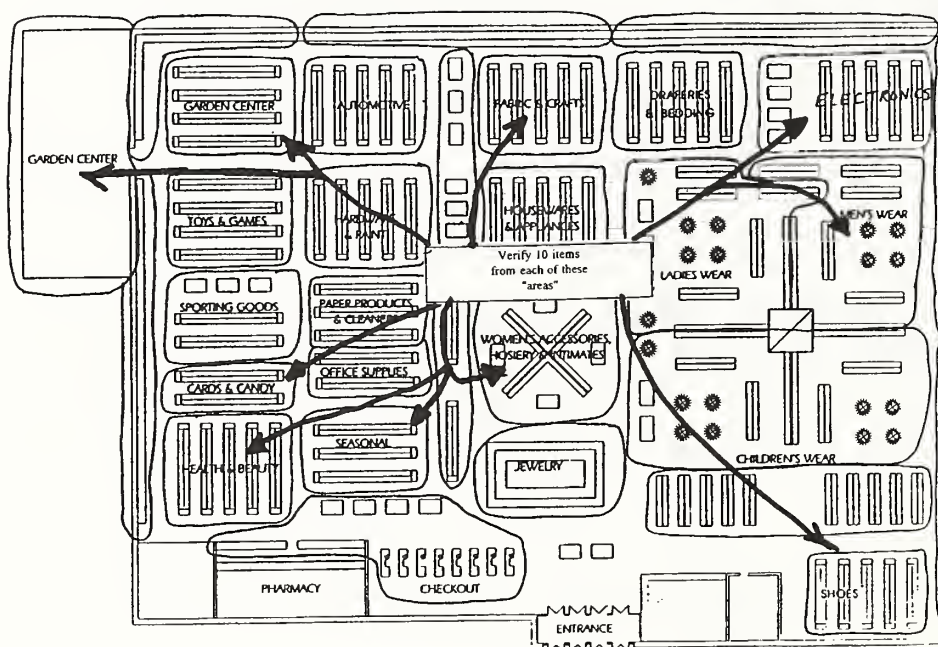 GARDEN CENTER
AUTOMOTIVE
FABRIC & CRAFTS
DRAPERIES
& BEDDING
ELECTRONICS
GARDEN CENTER
TOYS & GAMES
HARDWARE
& PAINT
HOUSEWARES
& APPLIANCES
MEN'S WEAR
LADIES WEAR
Verify 10 items
from each of these
"areas"
SPORTING GOODS
PAPER PRODUCTS
& CLEANERS
WOMEN'S ACCESSORIES,
HOSIERY & INTIMATES
OFFICE SUPPLIES
CARDS & CANDY
SEASONAL
HEALTH & BEAUTY
JEWELRY
CHILDREN'S WEAR
PHARMACY
CHECKOUT
SHOES
ENTRANCE